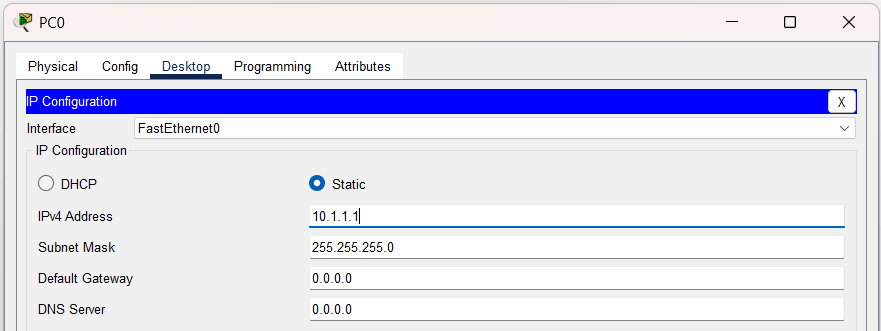 PC0
Physical Config Desktop Programming Attributes
IP Configuration X
Interface FastEthernet0
IP Configuration
DHCP Static
IPv4 Address 10.1.1.1
Subnet Mask 255.255.255.0
Default Gateway 0.0.0.0
DNS Server 0.0.0.0